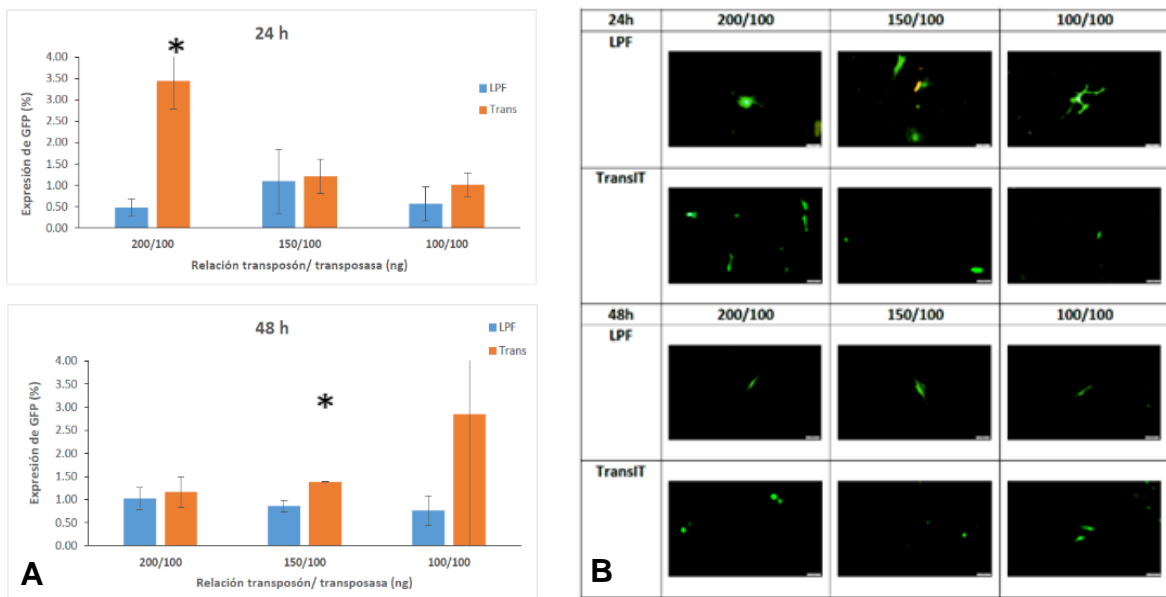 24 h
*
4.00
3.50
3.00
2.50
2.00
1.50
1.00
0.50
0.00
Expresión de GFP (%)
LPF
Trans
200/100 150/100 100/100
Relación transposón/ transposasa (ng)
48 h
LPF
Trans
*
4.00
3.50
3.00
2.50
2.00
1.50
1.00
0.50
0.00
Expresión de GFP (%)
200/100 150/100 100/100
Relación transposón/ transposasa (ng)
A
24h 200/100 150/100 100/100
LPF
TransIT
48h 200/100 150/100 100/100
LPF
TransIT
B